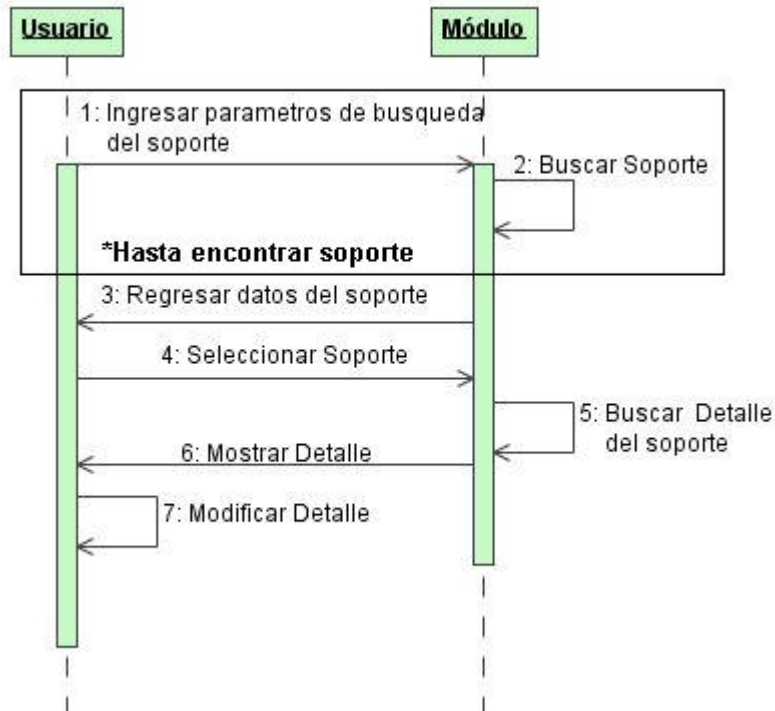 Usuario
Módulo
1: Ingresar parametros de busqueda
del soporte
2: Buscar Soporte
*Hasta encontrar soporte
3: Regresar datos del soporte
4: Seleccionar Soporte
5: Buscar Detalle
del soporte
6: Mostrar Detalle
7: Modificar Detalle